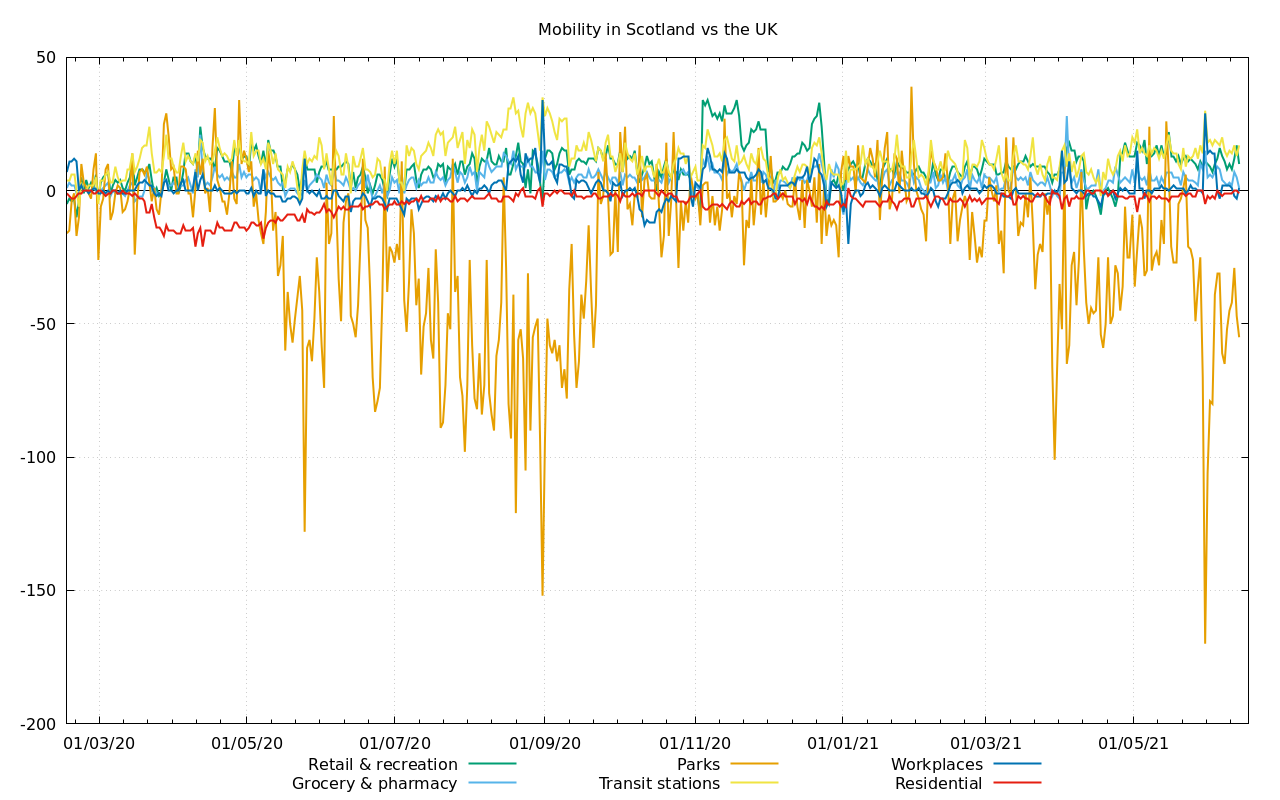 Mobility in Scotland vs the UK
50
0
-50
-100
-150
-200
01/03/20 01/05/20 01/07/20 01/09/20 01/11/20 01/01/21 01/03/21 01/05/21
Retail & recreation Parks Workplaces
Grocery & pharmacy Transit stations Residential